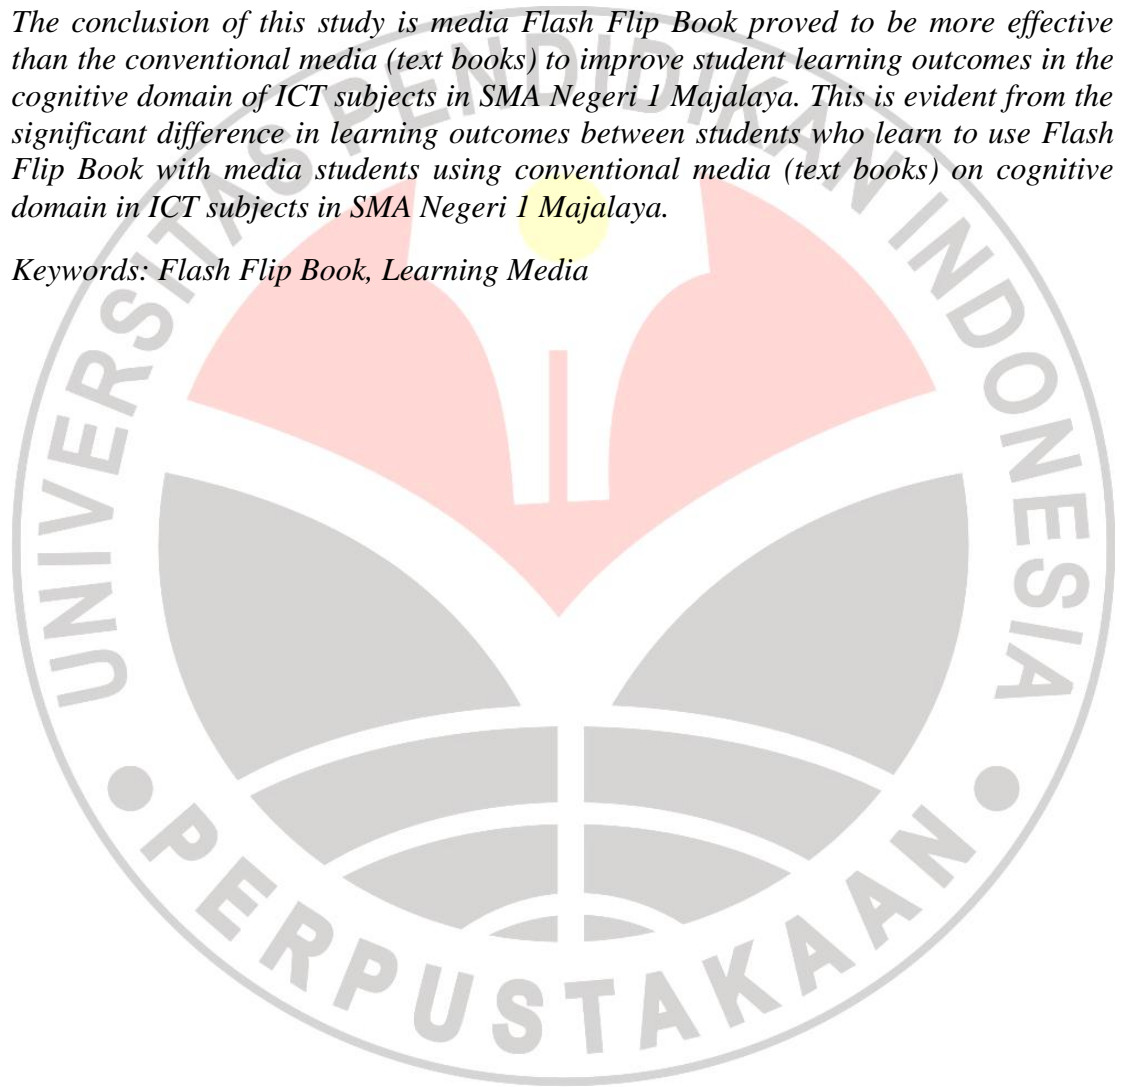 The conclusion of this study is media Flash Flip Book proved to be more effective
than the conventional media (text books) to improve student learning outcomes in the
cognitive domain of ICT subjects in SMA Negeri 1 Majalaya. This is evident from the
significant difference in learning outcomes between students who learn to use Flash
Flip Book with media students using conventional media (text books) on cognitive
domain in ICT subjects in SMA Negeri 1 Majalaya.
Keywords: Flash Flip Book, Learning Media
UNIVERSITAS PENDIDIKAN INDONESIA
PERPUSTAKAAN